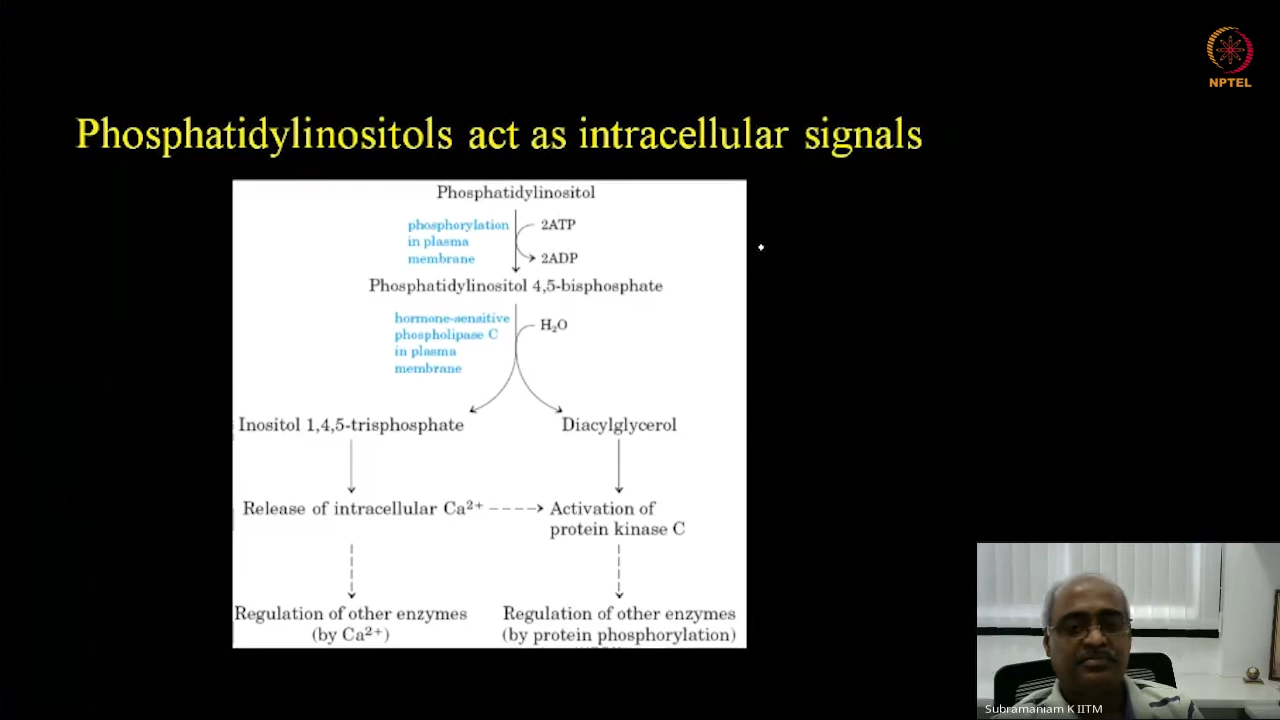 NPTEL
Phosphatidylinositols act as intracellular signals
Phosphatidylinositol
phosphorylation
in plasma
membrane
2ATP
2ADP
Phosphatidylinositol 4,5-bisphosphate
hormone-sensitive
phospholipase C
in plasma
membrane
H₂O
Inositol 1,4,5-trisphosphate
Diacylglycerol
Release of intracellular Ca²⁺
Activation of
protein kinase C
Regulation of other enzymes
(by Ca²⁺)
Regulation of other enzymes
(by protein phosphorylation)
Subramaniam K IITM